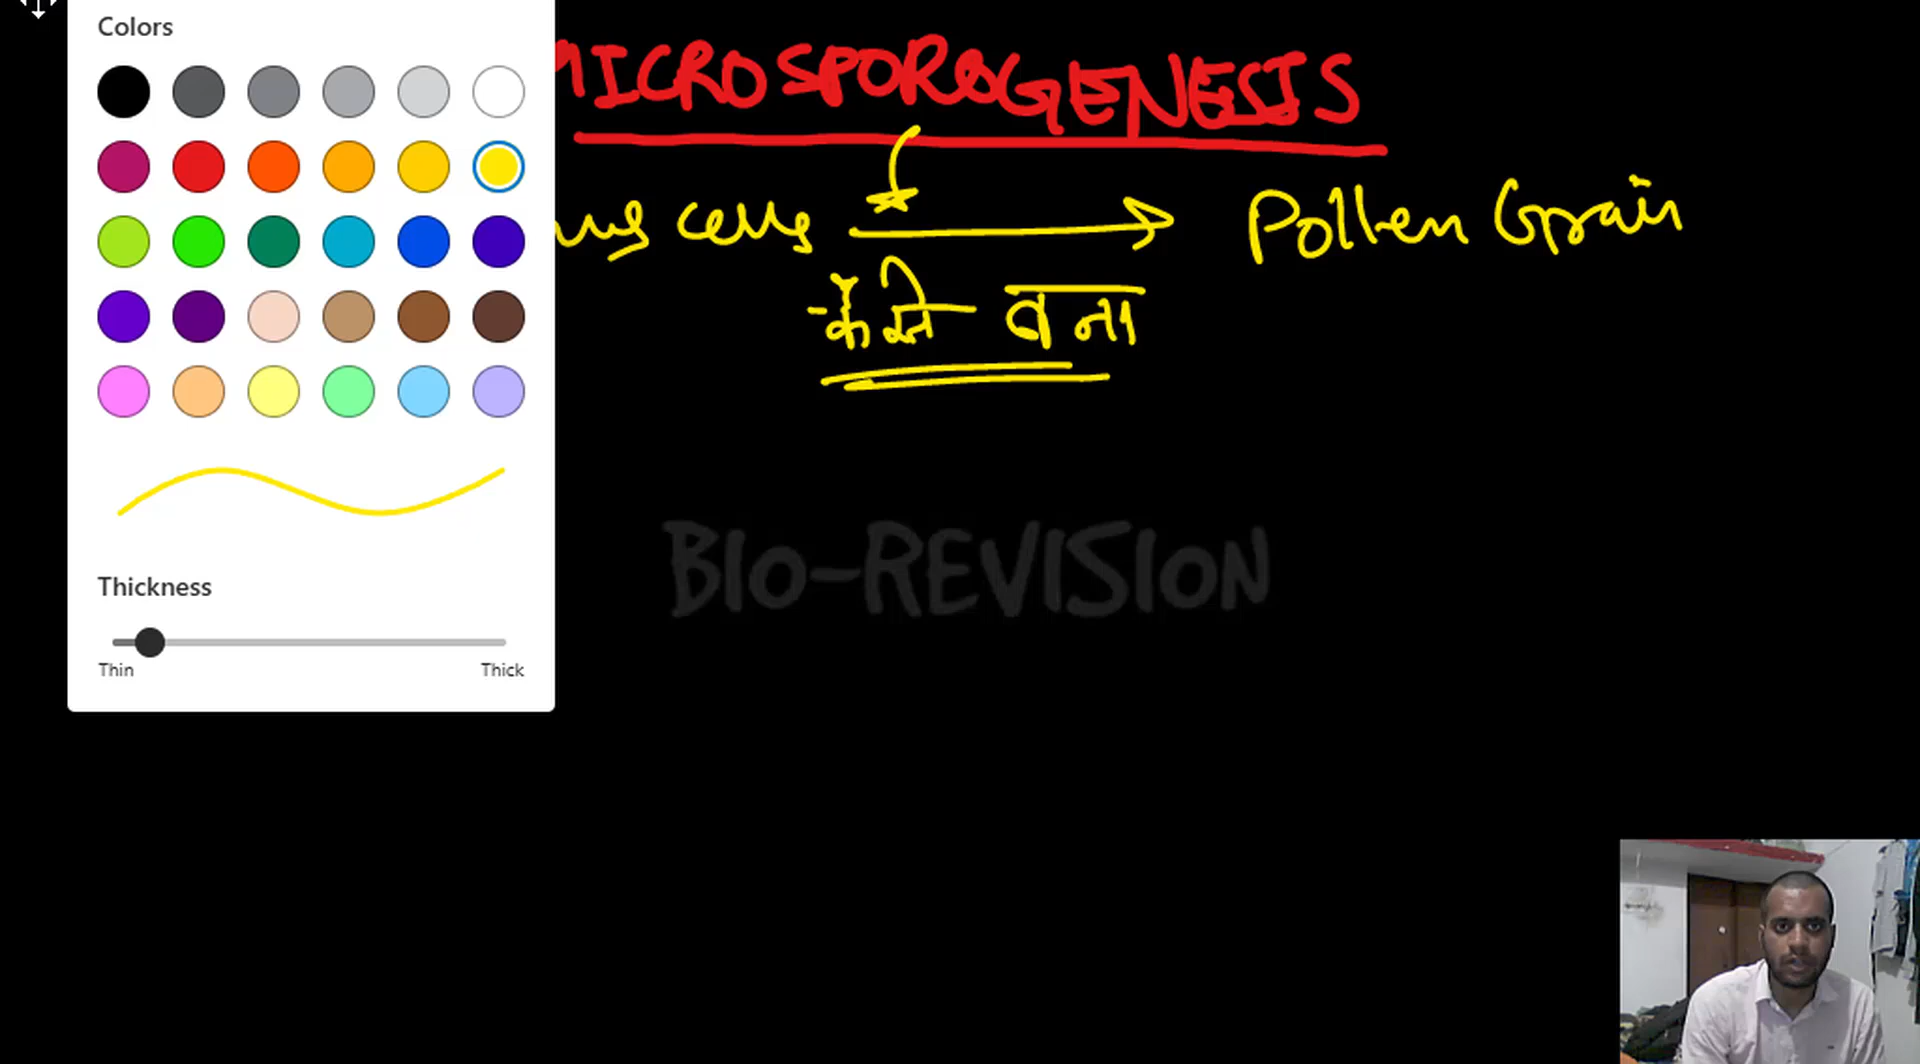 Colors
MICROSPOROGENESIS
cells Pollen Grain
कैसे बना
BIO-REVISION
Thickness
Thin Thick